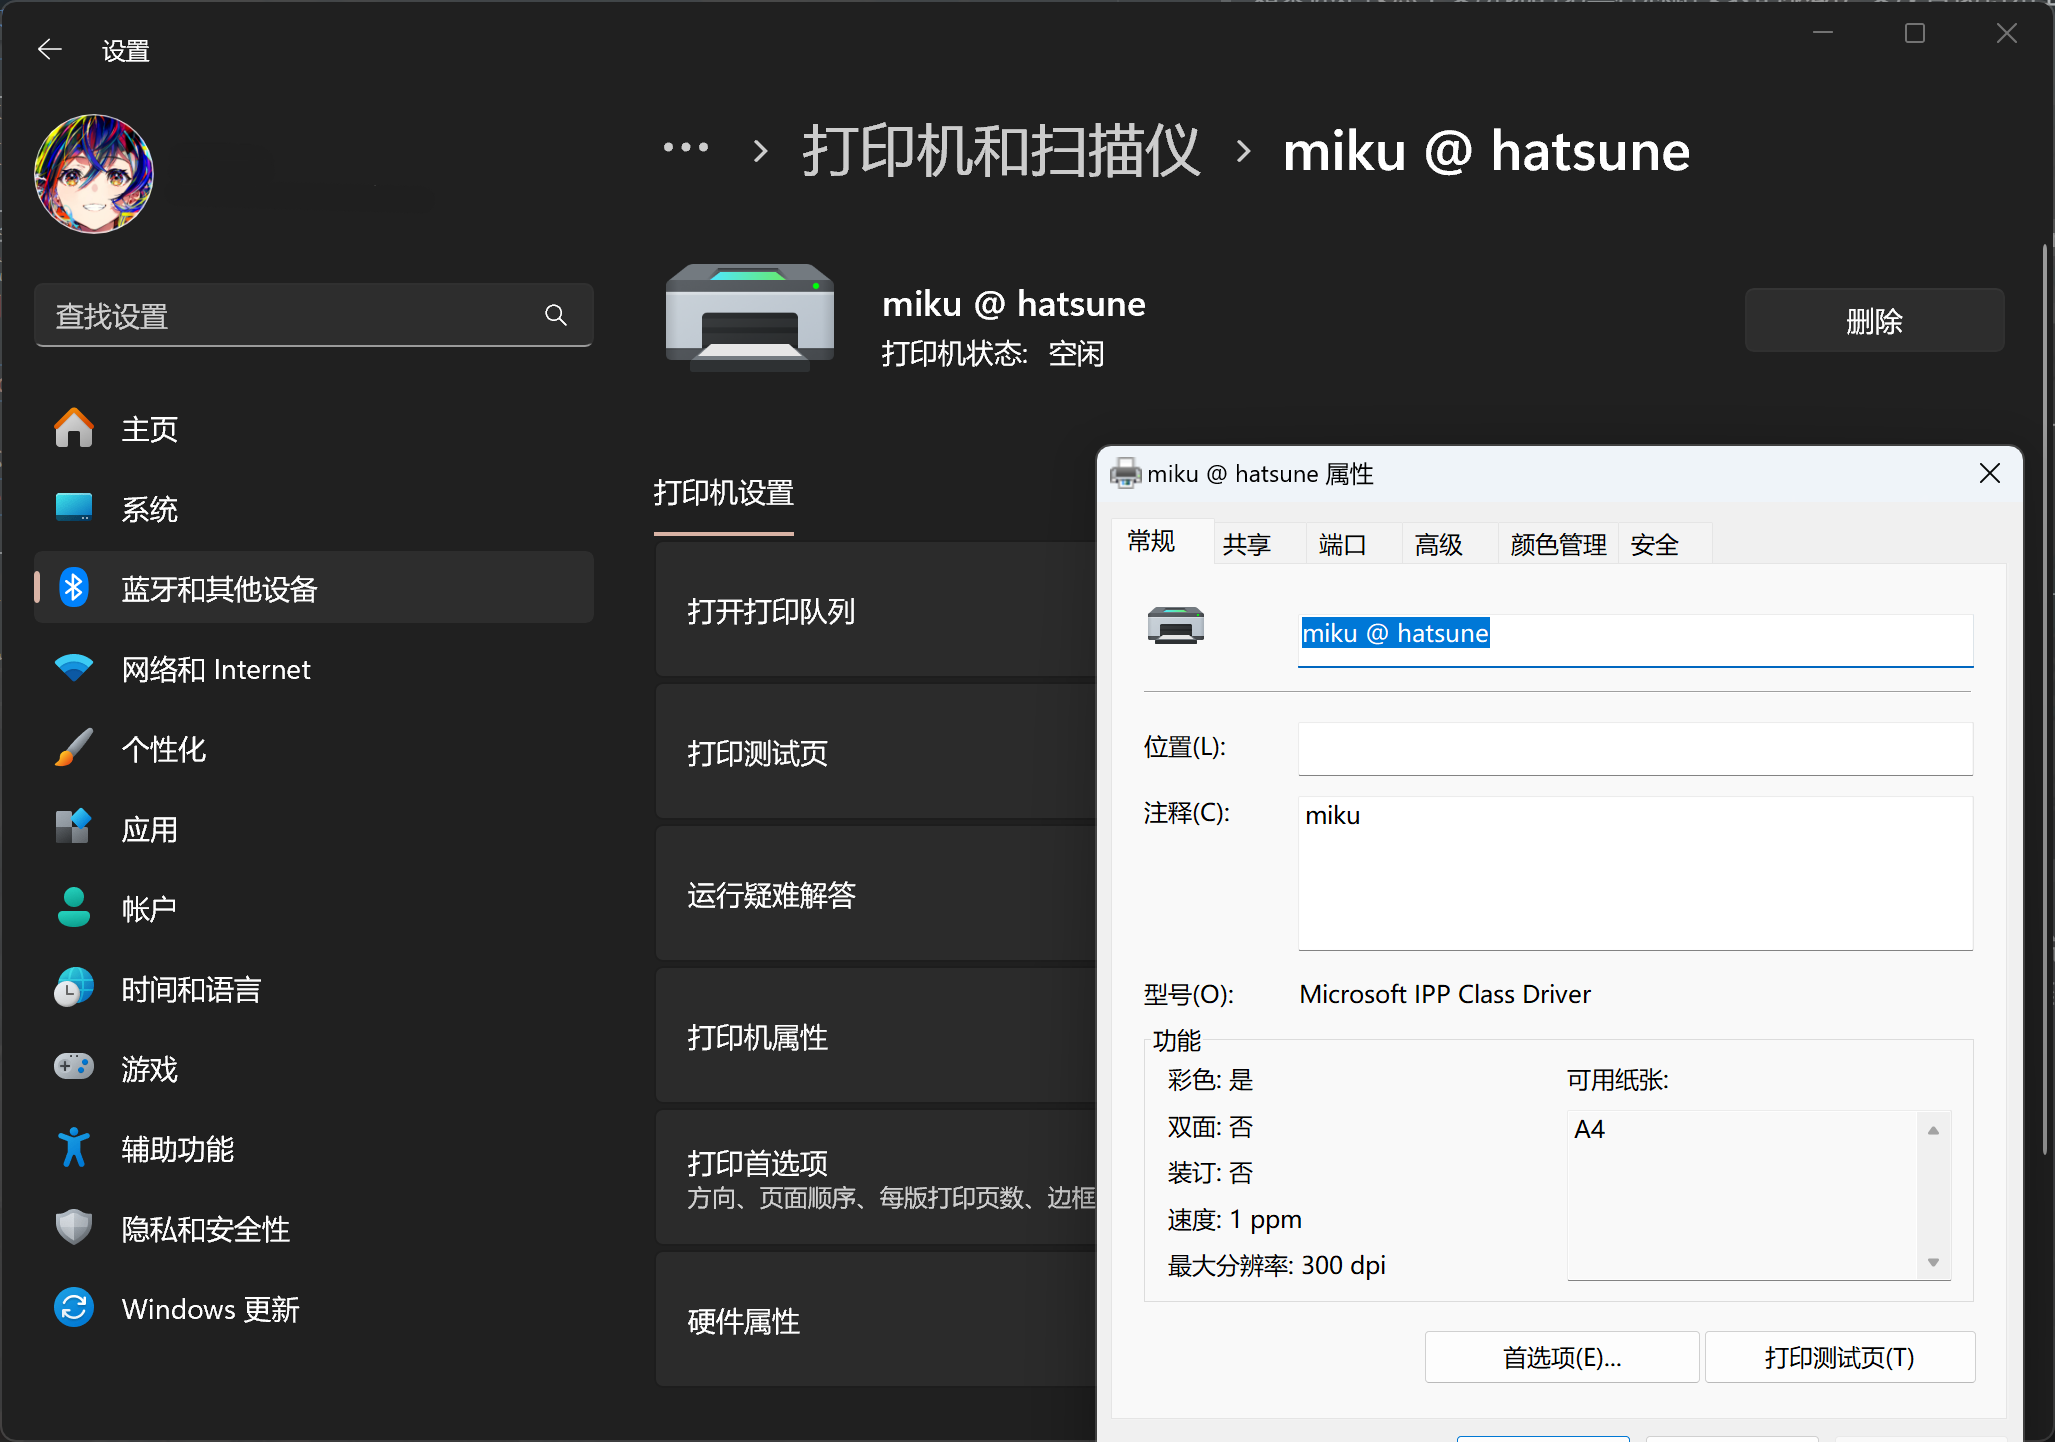 设置
··· › 打印机和扫描仪 › miku @ hatsune
查找设置
主页
系统
蓝牙和其他设备
网络和 Internet
个性化
应用
帐户
时间和语言
游戏
辅助功能
隐私和安全性
Windows 更新
miku @ hatsune
打印机状态: 空闲
删除
打印机设置
打开打印队列
打印测试页
运行疑难解答
打印机属性
打印首选项
方向、页面顺序、每版打印页数、边框
硬件属性
miku @ hatsune 属性
常规 共享 端口 高级 颜色管理 安全
miku @ hatsune
位置(L):
注释(C): miku
型号(O): Microsoft IPP Class Driver
功能
彩色: 是
双面: 否
装订: 否
速度: 1 ppm
最大分辨率: 300 dpi
可用纸张:
A4
首选项(E)... 打印测试页(T)